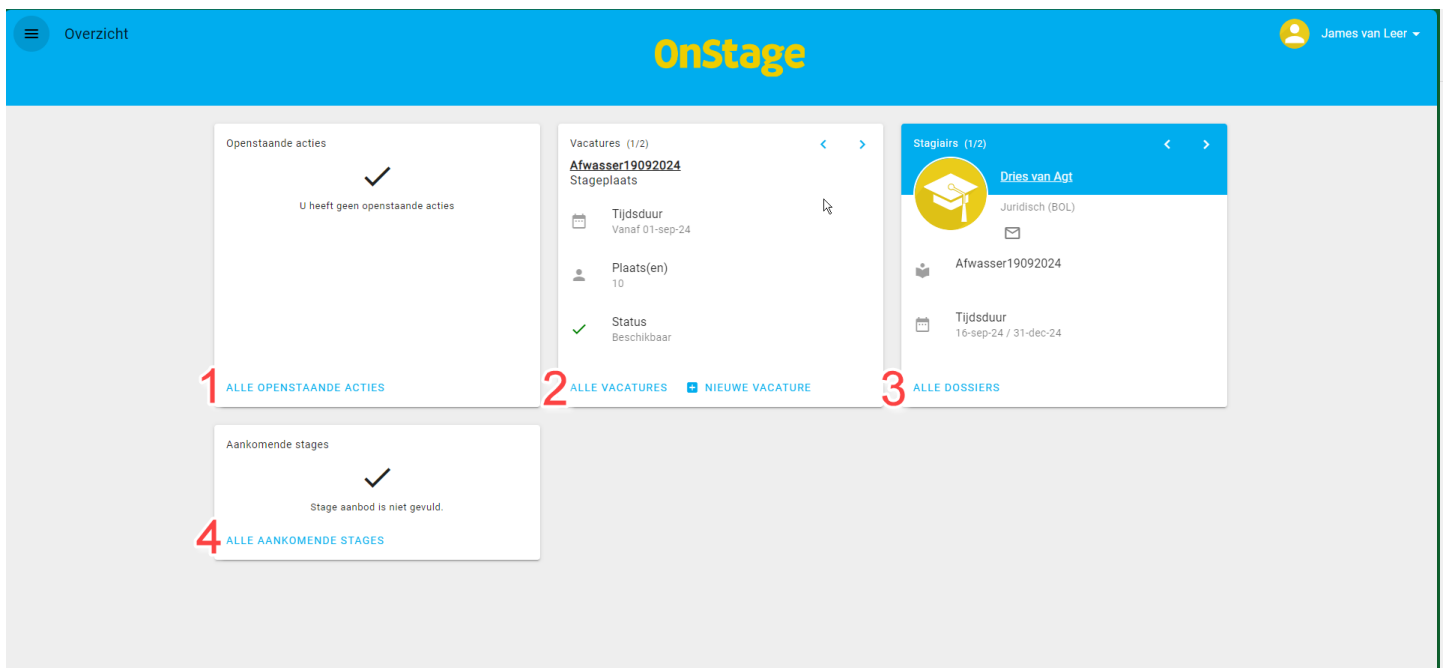 Overzicht
OnStage
James van Leer
Openstaande acties
U heeft geen openstaande acties
1 ALLE OPENSTAANDE ACTIES
Vacatures (1/2)
Afwasser19092024
Stageplaats
Tijdsduur
Vanaf 01-sep-24
Plaats(en)
10
Status
Beschikbaar
2 ALLE VACATURES NIEUWE VACATURE
Stagiairs (1/2)
Dries van Agt
Juridisch (BOL)
Afwasser19092024
Tijdsduur
16-sep-24 / 31-dec-24
3 ALLE DOSSIERS
Aankomende stages
Stage aanbod is niet gevuld.
4 ALLE AANKOMENDE STAGES